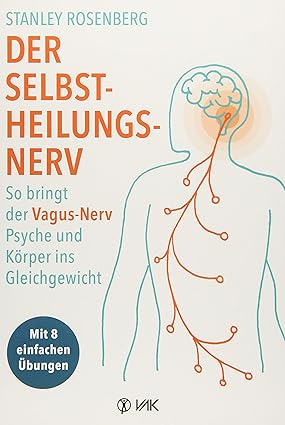 STANLEY ROSENBERG
DER
SELBST-
HEILUNGS-
NERV
So bringt
der Vagus-Nerv
Psyche und
Körper ins
Gleichgewicht
Mit 8
einfachen
Übungen
VAK